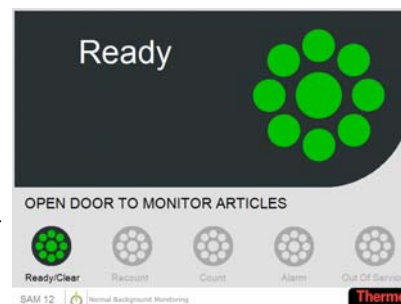 Ready
OPEN DOOR TO MONITOR ARTICLES
Ready/Clear Recount Count Alarm Out Of Service
SAM 12 Normal Background Monitoring Thermo